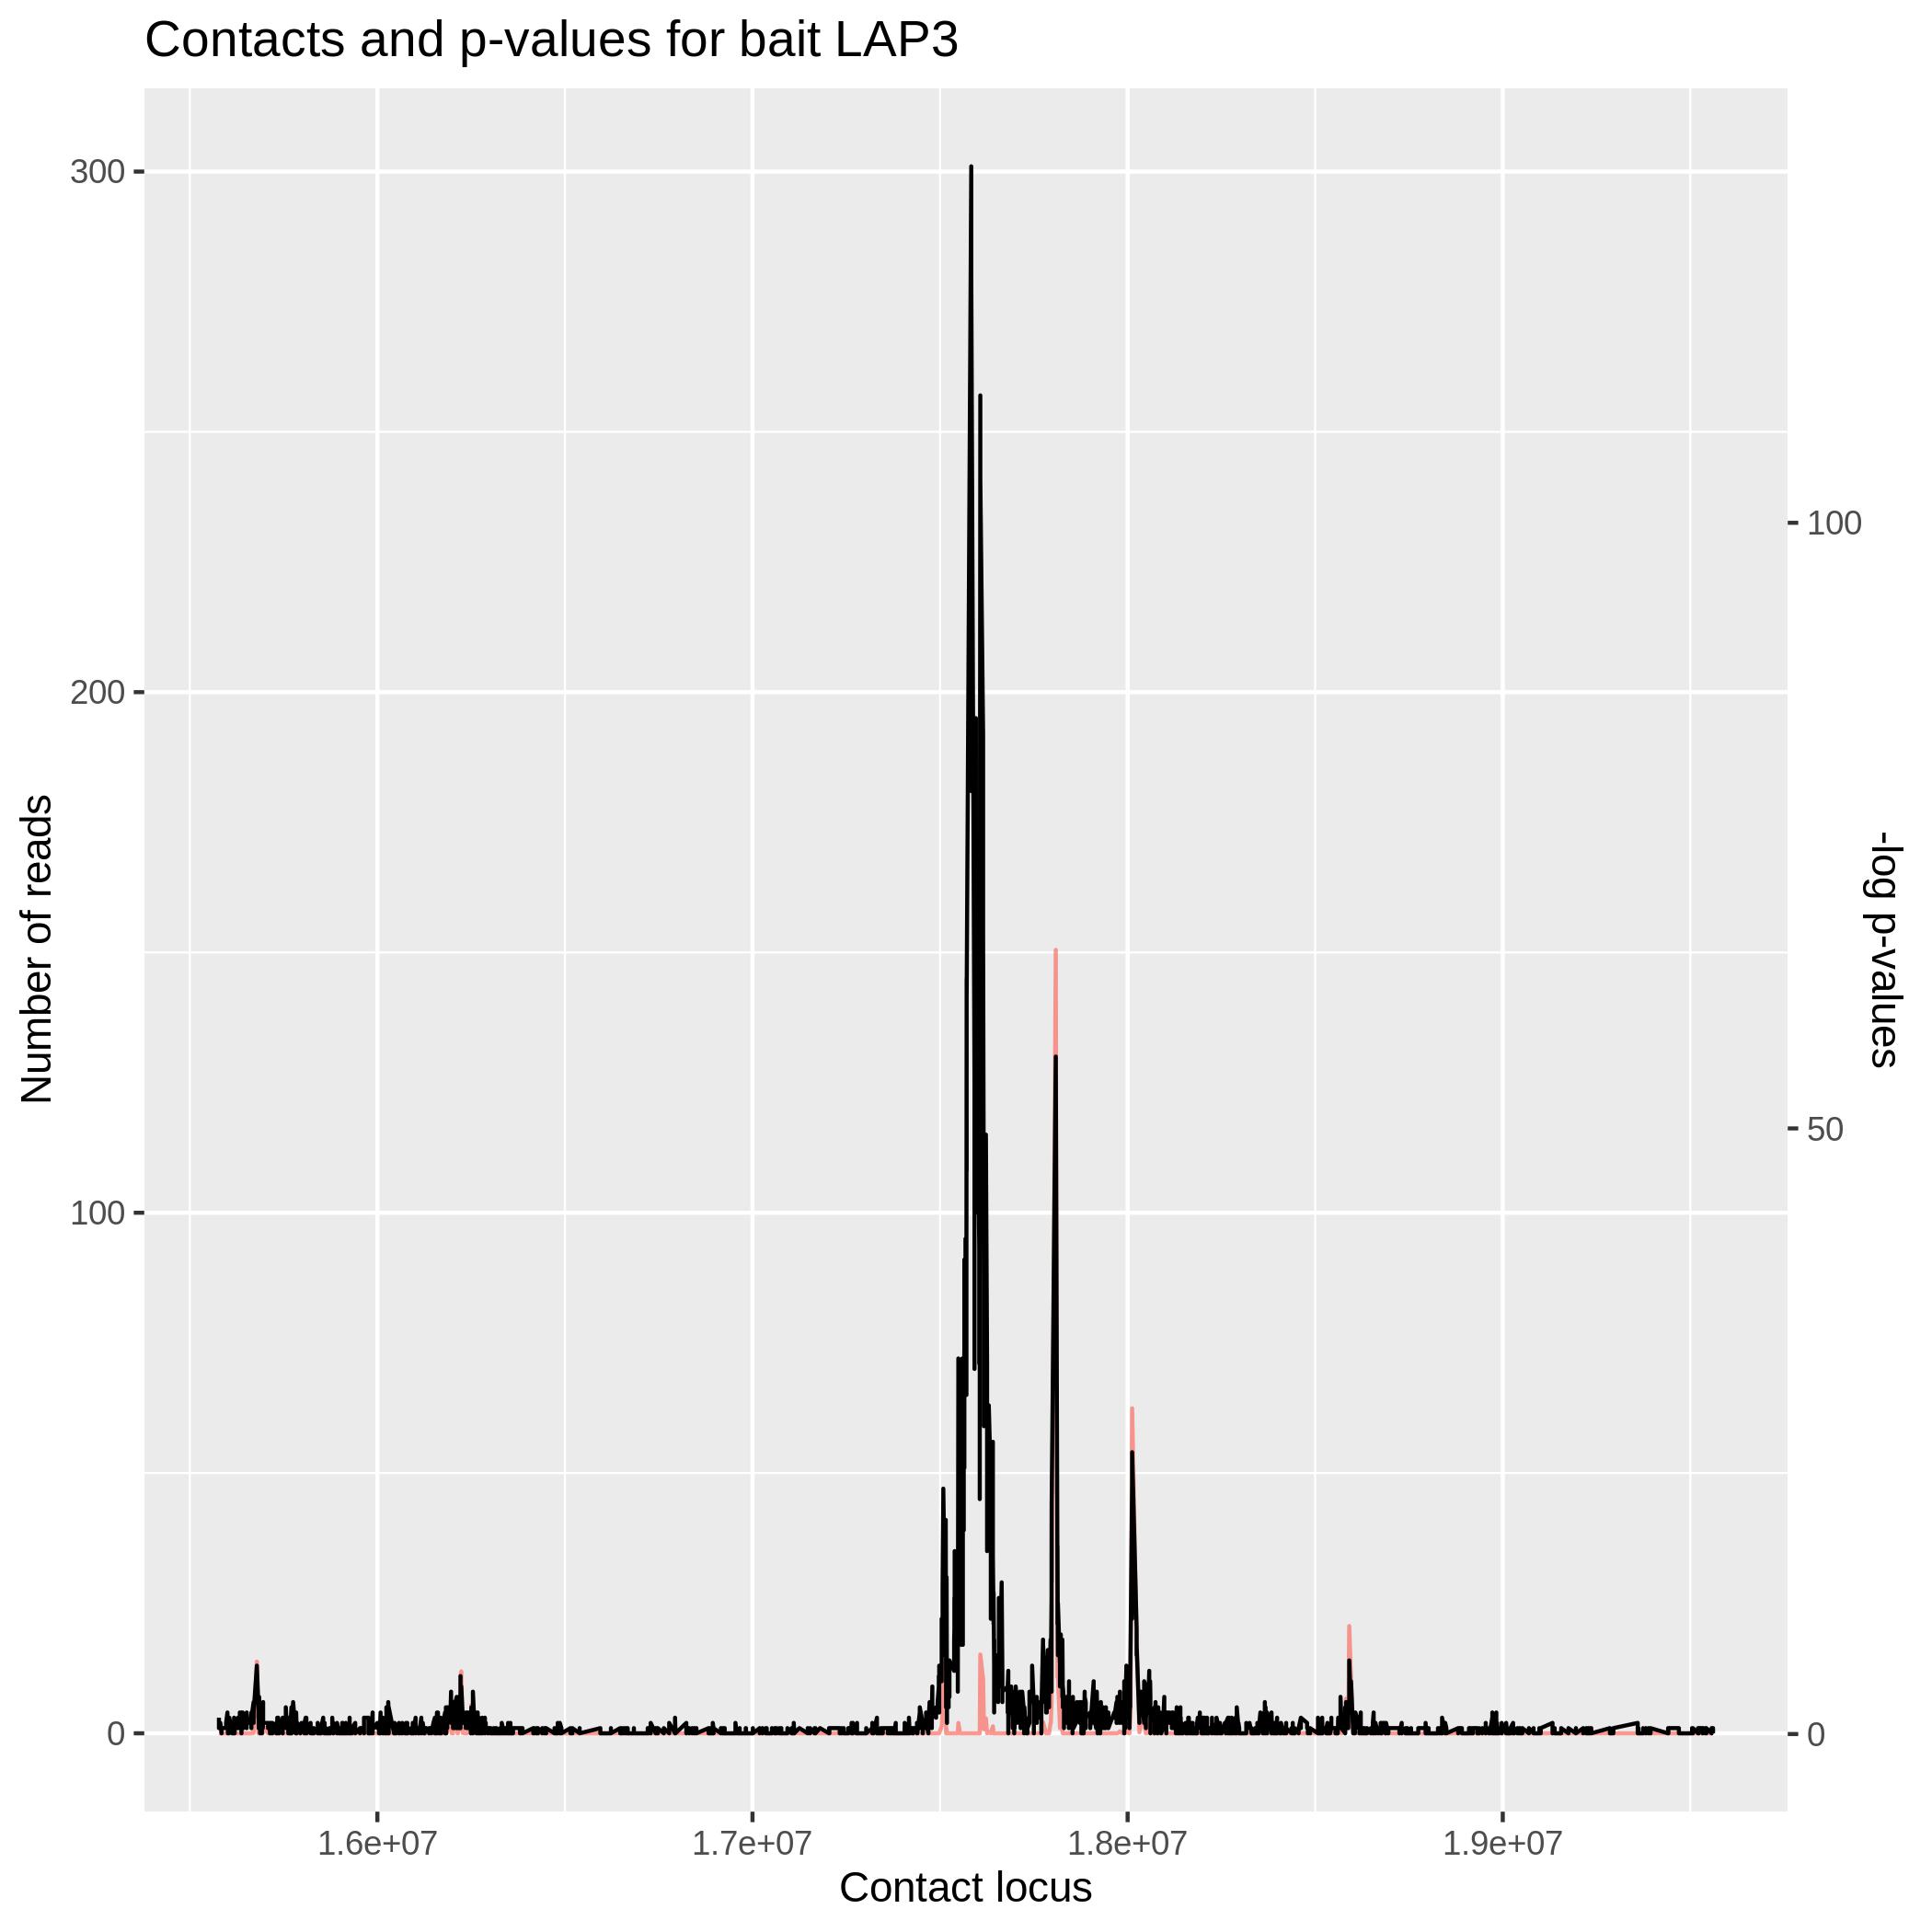 Contacts and p-values for bait LAP3
300
200
100
0
Number of reads
100
50
0
-log p-values
1.6e+07
1.7e+07
1.8e+07
1.9e+07
Contact locus